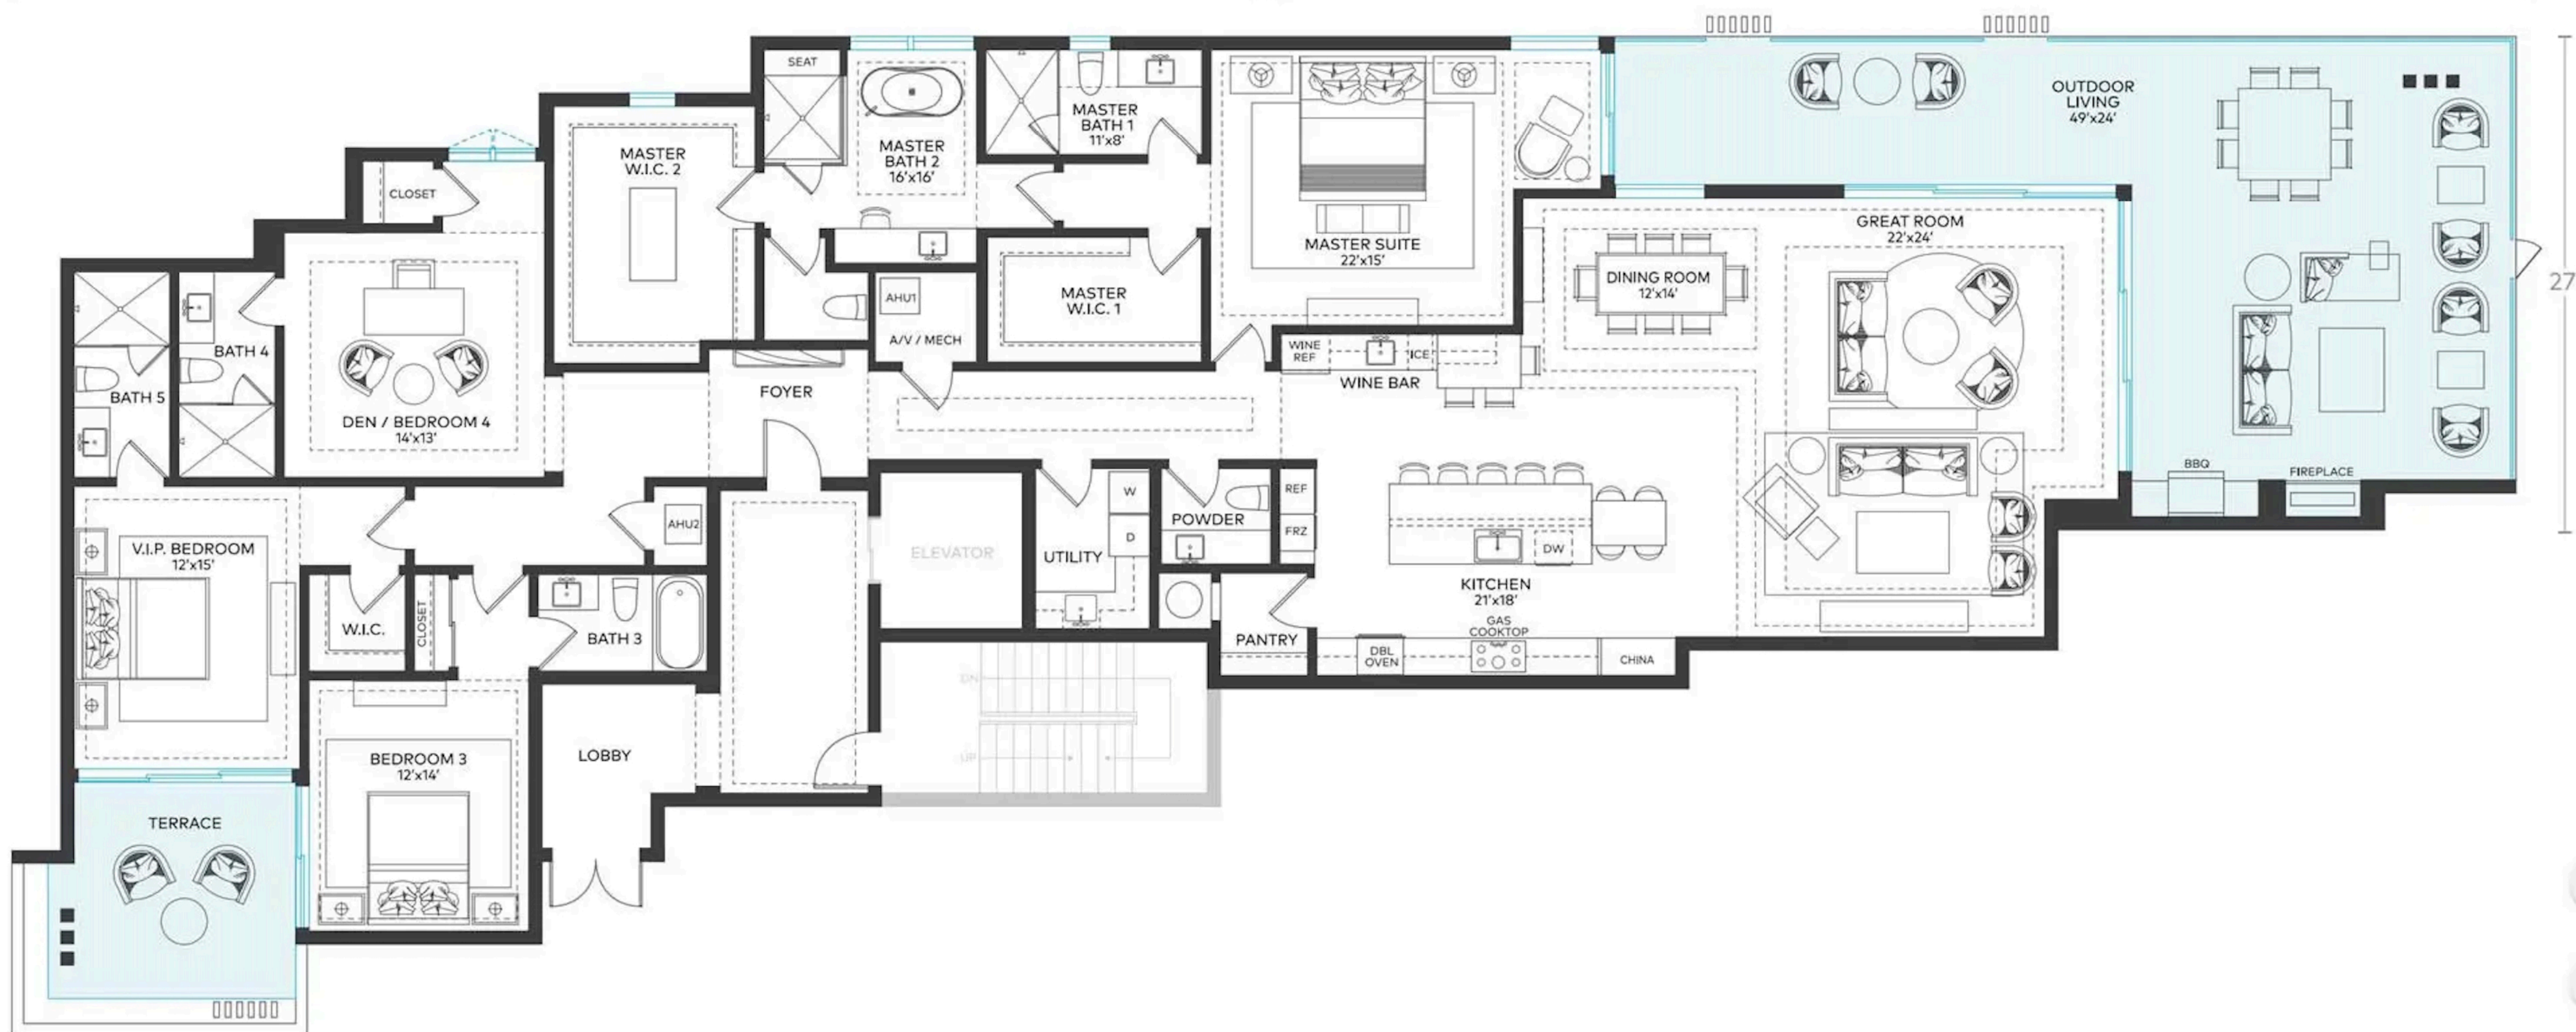 SEAT
MASTER
BATH 2
16'x16'
MASTER
BATH 1
11'x8'
OUTDOOR
LIVING
49'x24'
MASTER
W.I.C. 2
CLOSET
GREAT ROOM
22'x24'
MASTER SUITE
22'x15'
DINING ROOM
12'x14'
27
MASTER
W.I.C. 1
AHU1
A/V / MECH
BATH 4
BATH 5
DEN / BEDROOM 4
14'x13'
FOYER
WINE
REF
ICE
WINE BAR
BBQ
FIREPLACE
REF
FRZ
W
D
POWDER
UTILITY
ELEVATOR
AHU2
V.I.P. BEDROOM
12'x15'
DW
KITCHEN
21'x18'
GAS
COOKTOP
DBL
OVEN
CHINA
PANTRY
W.I.C.
CLOSET
BATH 3
DN
UP
LOBBY
BEDROOM 3
12'x14'
TERRACE